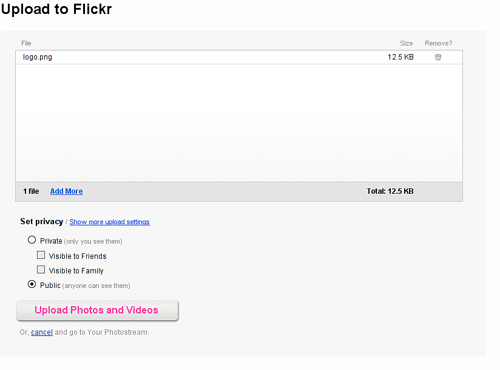 Upload to Flickr
File Size Remove?
logo.png 12.5 KB
1 file Add More Total: 12.5 KB
Set privacy / Show more upload settings
Private (only you see them)
Visible to Friends
Visible to Family
Public (anyone can see them)
Upload Photos and Videos
Or, cancel and go to Your Photostream.